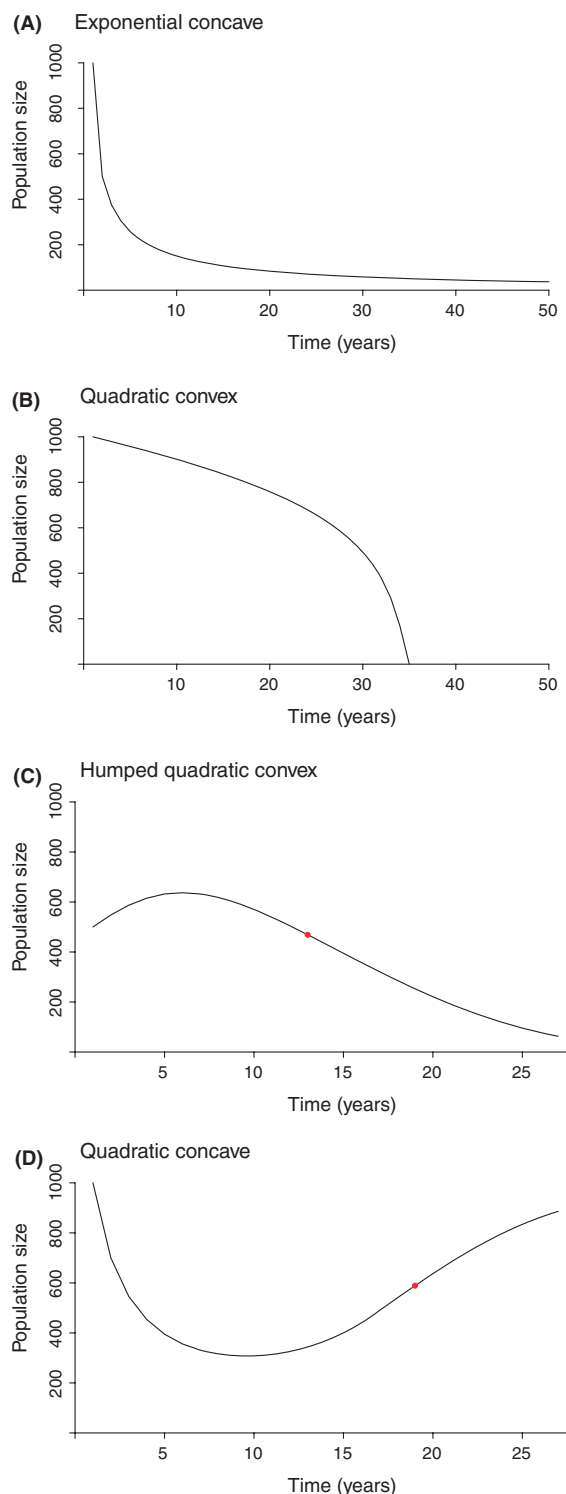 (A) Exponential concave
Population size
1000
800
600
400
200
10 20 30 40 50
Time (years)
(B) Quadratic convex
Population size
1000
800
600
400
200
10 20 30 40 50
Time (years)
(C) Humped quadratic convex
Population size
1000
800
600
400
200
5 10 15 20 25
Time (years)
(D) Quadratic concave
Population size
1000
800
600
400
200
5 10 15 20 25
Time (years)